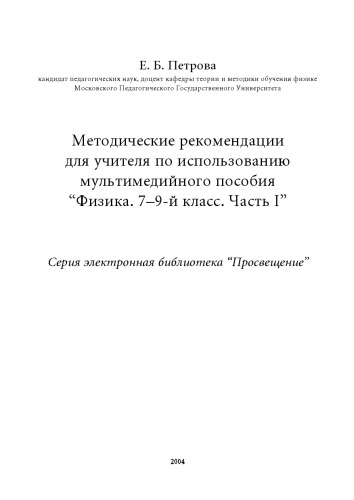 Е. Б. Петрова
кандидат педагогических наук, доцент кафедры теории и методики обучения физике
Московского Педагогического Государственного Университета
Методические рекомендации
для учителя по использованию
мультимедийного пособия
“Физика. 7–9-й класс. Часть I”
Серия электронная библиотека “Просвещение”
2004